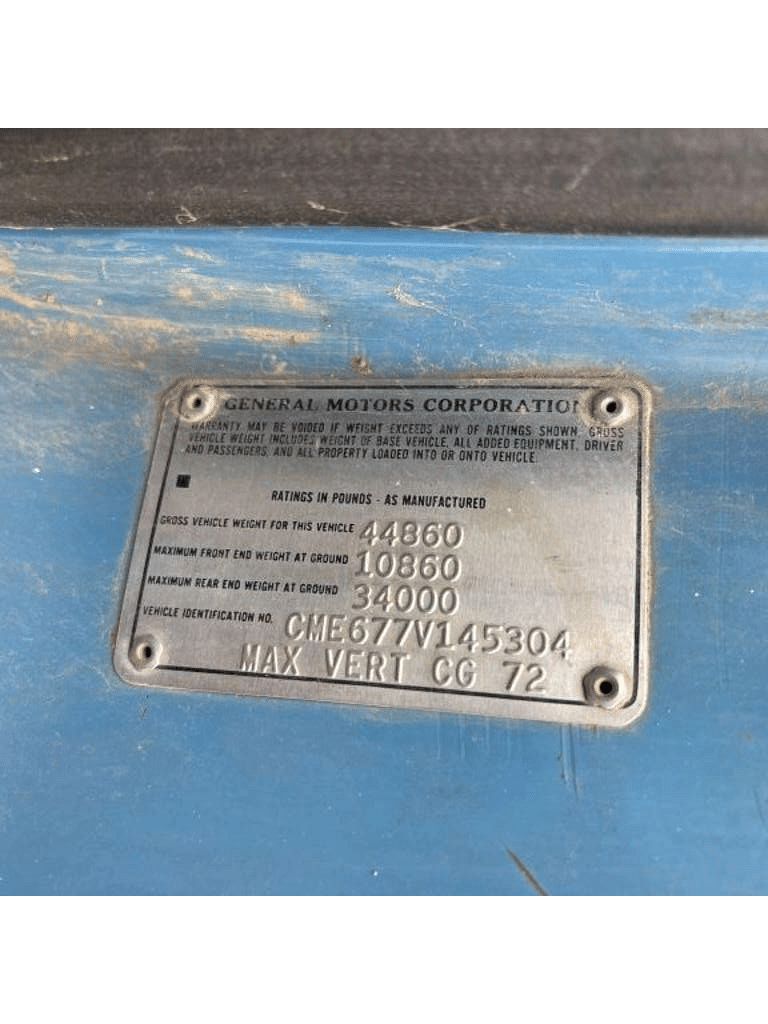 GENERAL MOTORS CORPORATION
WARRANTY MAY BE VOIDED IF WEIGHT EXCEEDS ANY OF RATINGS SHOWN. GROSS
VEHICLE WEIGHT INCLUDES WEIGHT OF BASE VEHICLE, ALL ADDED EQUIPMENT, DRIVER
AND PASSENGERS, AND ALL PROPERTY LOADED INTO OR ONTO VEHICLE.
RATINGS IN POUNDS - AS MANUFACTURED
GROSS VEHICLE WEIGHT FOR THIS VEHICLE 44860
MAXIMUM FRONT END WEIGHT AT GROUND 10860
MAXIMUM REAR END WEIGHT AT GROUND 34000
VEHICLE IDENTIFICATION NO. CME677V145304
MAX VERT CG 72